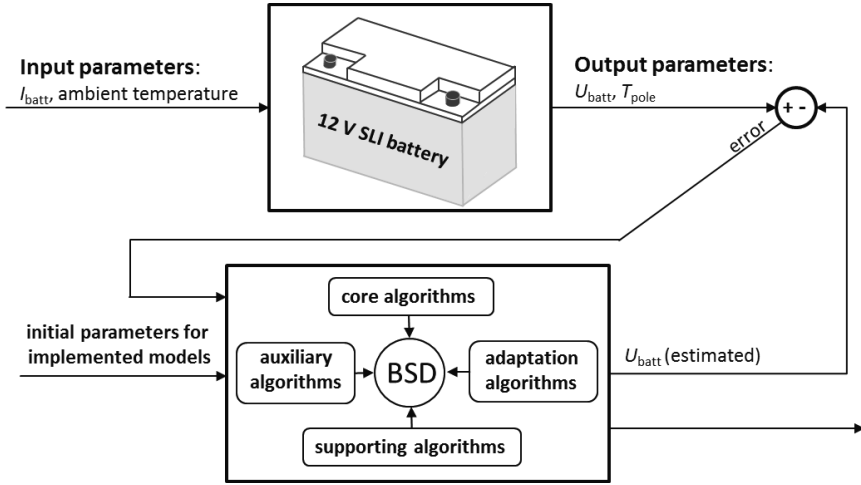 Input parameters:
I_batt, ambient temperature
12 V SLI battery
Output parameters:
U_batt, T_pole
+ -
error
initial parameters for
implemented models
core algorithms
auxiliary
algorithms
BSD
adaptation
algorithms
supporting algorithms
U_batt (estimated)